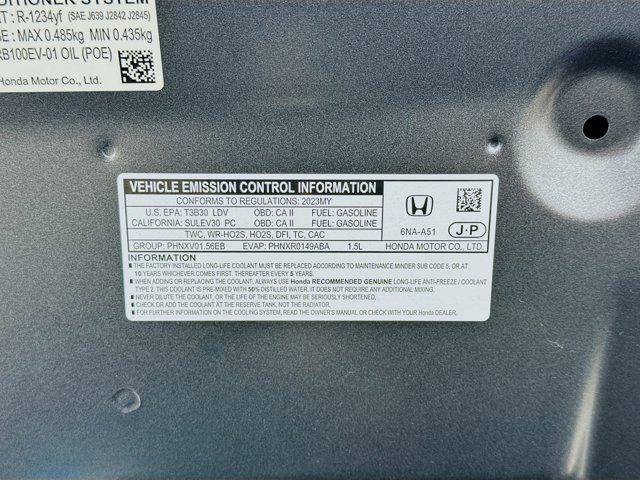 DITIONER SYSTEM
T : R-1234yf (SAE J639 J2842 J2845)
GE : MAX 0.485kg MIN 0.435kg
RB100EV-01 OIL (POE)
Honda Motor Co., Ltd.
VEHICLE EMISSION CONTROL INFORMATION
CONFORMS TO REGULATIONS: 2023MY
U.S. EPA: T3B30 LDV OBD: CA II FUEL: GASOLINE
CALIFORNIA: SULEV30 PC OBD: CA II FUEL: GASOLINE
TWC, WR-HO2S, HO2S, DFI, TC, CAC
GROUP: PHNXV01.56EB EVAP: PHNXR0149ABA 1.5L
6NA-A51 J·P
HONDA MOTOR CO., LTD.
INFORMATION
■ THE FACTORY INSTALLED LONG-LIFE COOLANT MUST BE REPLACED ACCORDING TO MAINTENANCE MINDER SUB CODE 5, OR AT
10 YEARS WHICHEVER COMES FIRST. THEREAFTER EVERY 5 YEARS.
■ WHEN ADDING OR REPLACING THE COOLANT, ALWAYS USE Honda RECOMMENDED GENUINE LONG-LIFE ANTI-FREEZE / COOLANT
TYPE 2. THIS COOLANT IS PRE-MIXED WITH 50% DISTILLED WATER. IT DOES NOT REQUIRE ANY ADDITIONAL MIXING.
■ NEVER DILUTE THE COOLANT, OR THE LIFE OF THE ENGINE MAY BE SERIOUSLY SHORTENED.
■ CHECK OR ADD THE COOLANT AT THE RESERVE TANK, NOT THE RADIATOR.
■ FOR FURTHER INFORMATION ON THE COOLING SYSTEM, READ THE OWNER'S MANUAL OR CHECK WITH YOUR Honda DEALER.